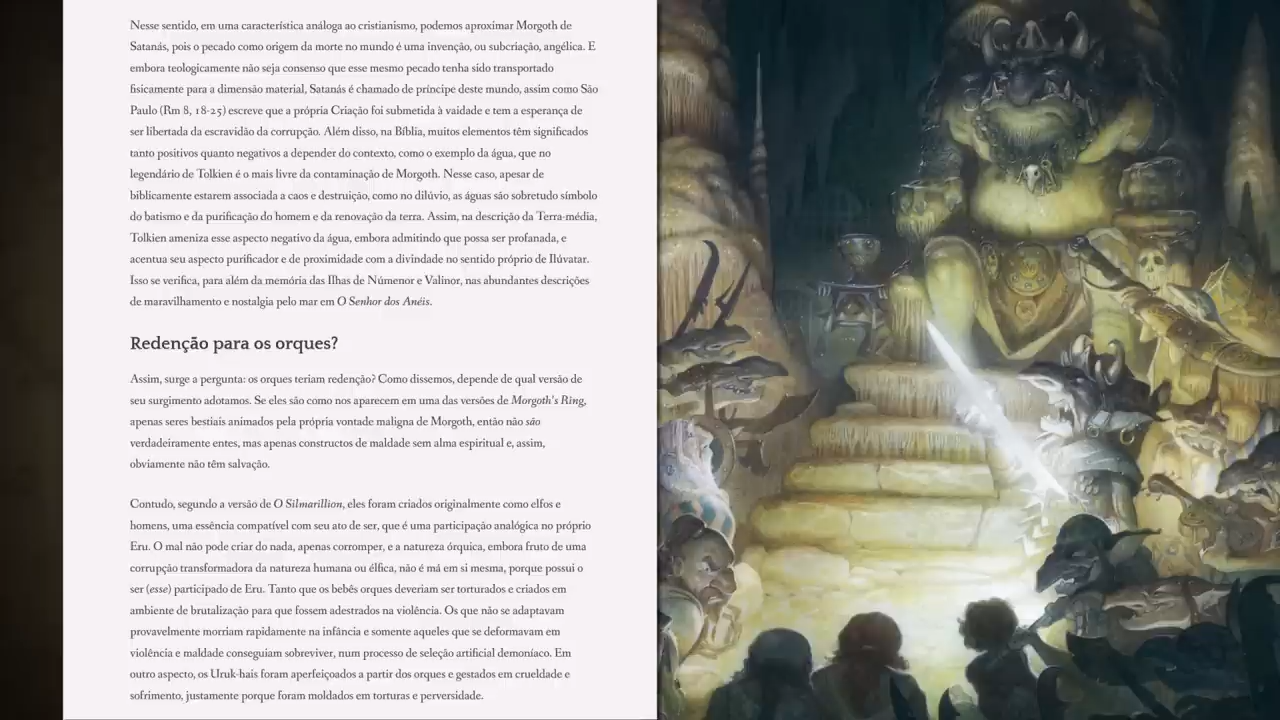 Nesse sentido, em uma característica análoga ao cristianismo, podemos aproximar Morgoth de
Satanás, pois o pecado como origem da morte no mundo é uma invenção, ou subcriação, angélica. E
embora teologicamente não seja consenso que esse mesmo pecado tenha sido transportado
fisicamente para a dimensão material, Satanás é chamado de príncipe deste mundo, assim como São
Paulo (Rm 8, 18-25) escreve que a própria Criação foi submetida à vaidade e tem a esperança de
ser libertada da escravidão da corrupção. Além disso, na Bíblia, muitos elementos têm significados
tanto positivos quanto negativos a depender do contexto, como o exemplo da água, que no
legendário de Tolkien é o mais livre da contaminação de Morgoth. Nesse caso, apesar de
biblicamente estarem associada a caos e destruição, como no dilúvio, as águas são sobretudo símbolo
do batismo e da purificação do homem e da renovação da terra. Assim, na descrição da Terra-média,
Tolkien ameniza esse aspecto negativo da água, embora admitindo que possa ser profanada, e
acentua seu aspecto purificador e de proximidade com a divindade no sentido próprio de Ilúvatar.
Isso se verifica, para além da memória das Ilhas de Númenor e Valinor, nas abundantes descrições
de maravilhamento e nostalgia pelo mar em O Senhor dos Anéis.
Redenção para os orques?
Assim, surge a pergunta: os orques teriam redenção? Como dissemos, depende de qual versão de
seu surgimento adotamos. Se eles são como nos aparecem em uma das versões de Morgoth's Ring,
apenas seres bestiais animados pela própria vontade maligna de Morgoth, então não são
verdadeiramente entes, mas apenas constructos de maldade sem alma espiritual e, assim,
obviamente não têm salvação.
Contudo, segundo a versão de O Silmarillion, eles foram criados originalmente como elfos e
homens, uma essência compatível com seu ato de ser, que é uma participação analógica no próprio
Eru. O mal não pode criar do nada, apenas corromper, e a natureza órquica, embora fruto de uma
corrupção transformadora da natureza humana ou élfica, não é má em si mesma, porque possui o
ser (esse) participado de Eru. Tanto que os bebês orques deveriam ser torturados e criados em
ambiente de brutalização para que fossem adestrados na violência. Os que não se adaptavam
provavelmente morriam rapidamente na infância e somente aqueles que se deformavam em
violência e maldade conseguiam sobreviver, num processo de seleção artificial demoníaco. Em
outro aspecto, os Uruk-hais foram aperfeiçoados a partir dos orques e gestados em crueldade e
sofrimento, justamente porque foram moldados em torturas e perversidade.